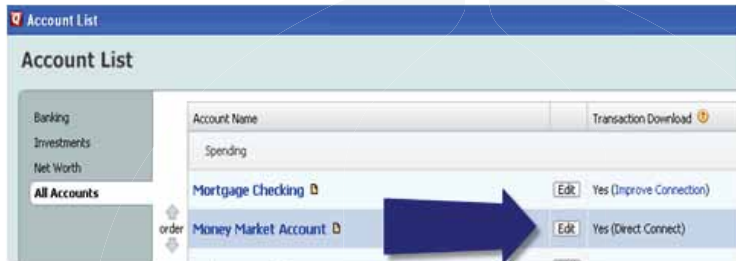 Account List
Account List
Banking
Investments
Net Worth
All Accounts
Account Name
Transaction Download
Spending
Mortgage Checking
Edit
Yes (Improve Connection)
order
Money Market Account
Edit
Yes (Direct Connect)